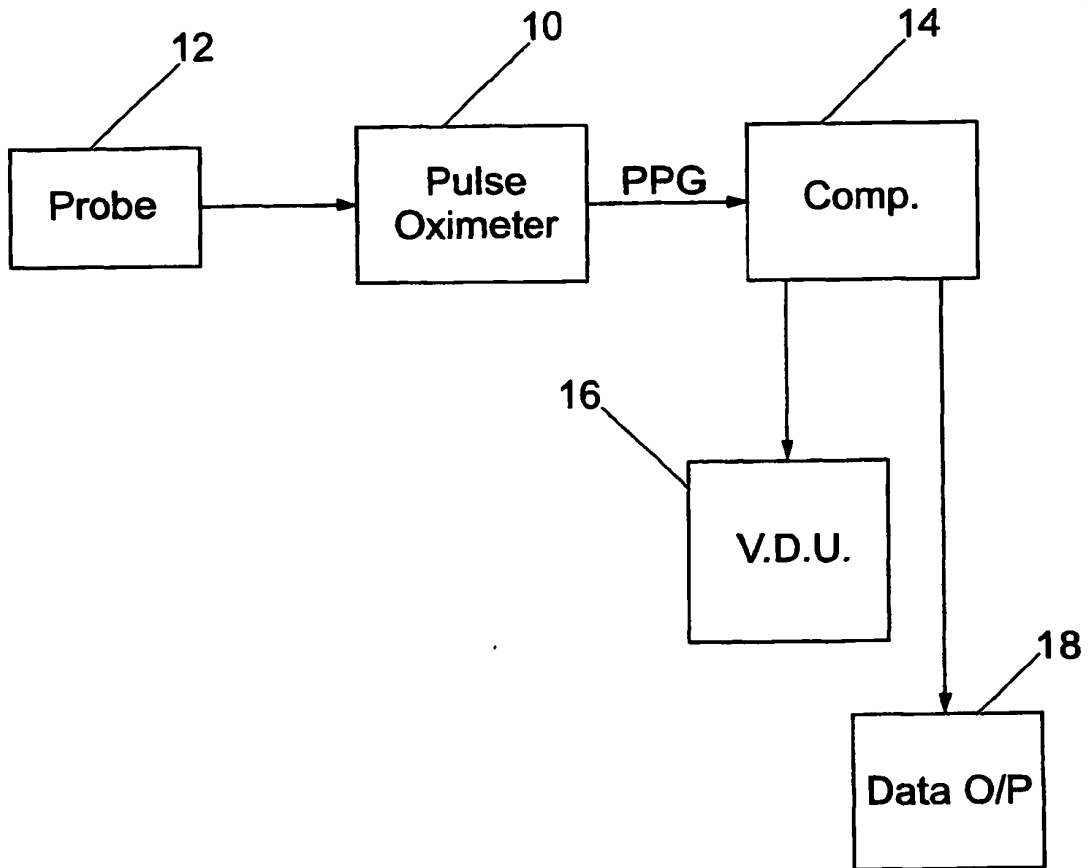 12
10
14
Probe
Pulse
Oximeter
PPG
Comp.
16
V.D.U.
18
Data O/P